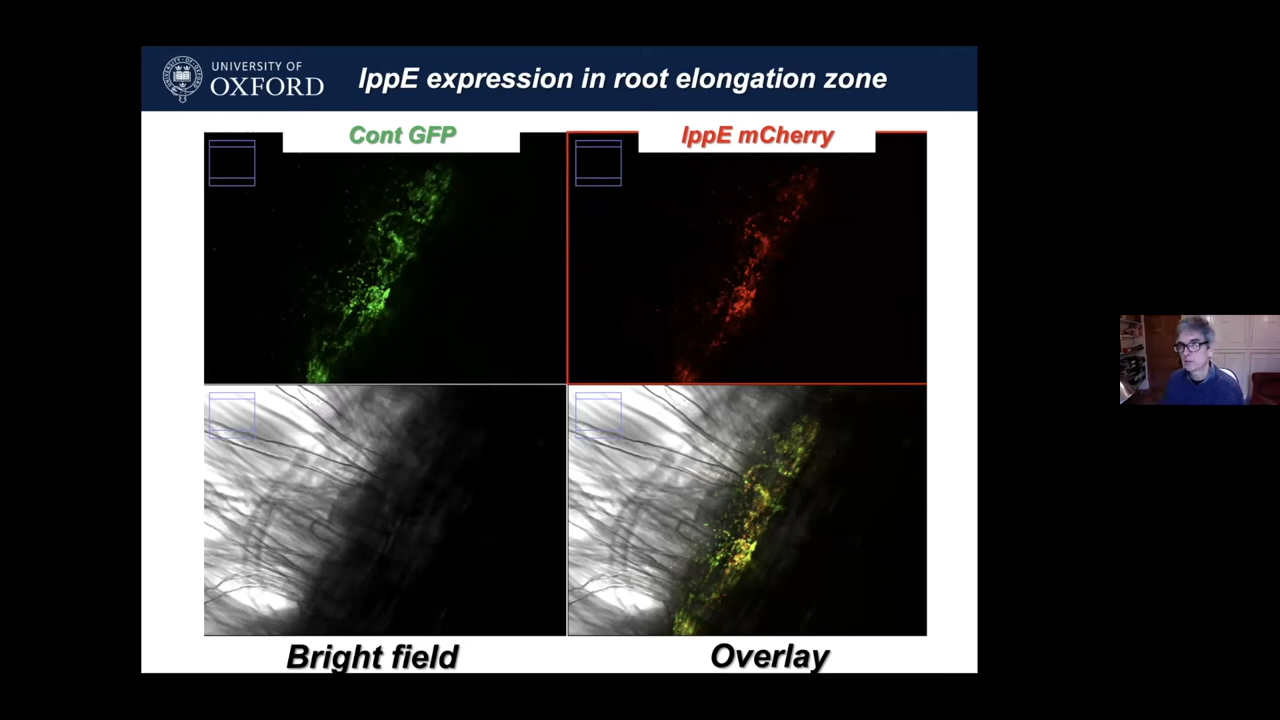 UNIVERSITY OF
OXFORD
IppE expression in root elongation zone
Cont GFP
IppE mCherry
Bright field
Overlay